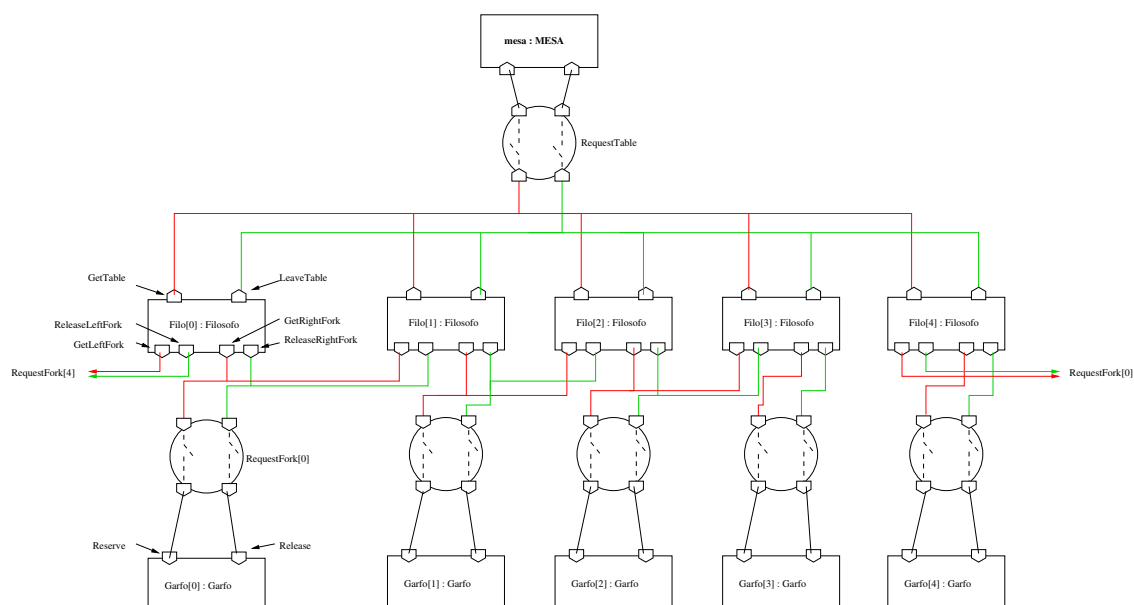 mesa : MESA
RequestTable
GetTable
LeaveTable
Filo[0] : Filosofo
Filo[1] : Filosofo
Filo[2] : Filosofo
Filo[3] : Filosofo
Filo[4] : Filosofo
ReleaseLeftFork
GetRightFork
GetLeftFork
ReleaseRightFork
RequestFork[4]
RequestFork[0]
RequestFork[0]
Reserve
Release
Garfo[0] : Garfo
Garfo[1] : Garfo
Garfo[2] : Garfo
Garfo[3] : Garfo
Garfo[4] : Garfo